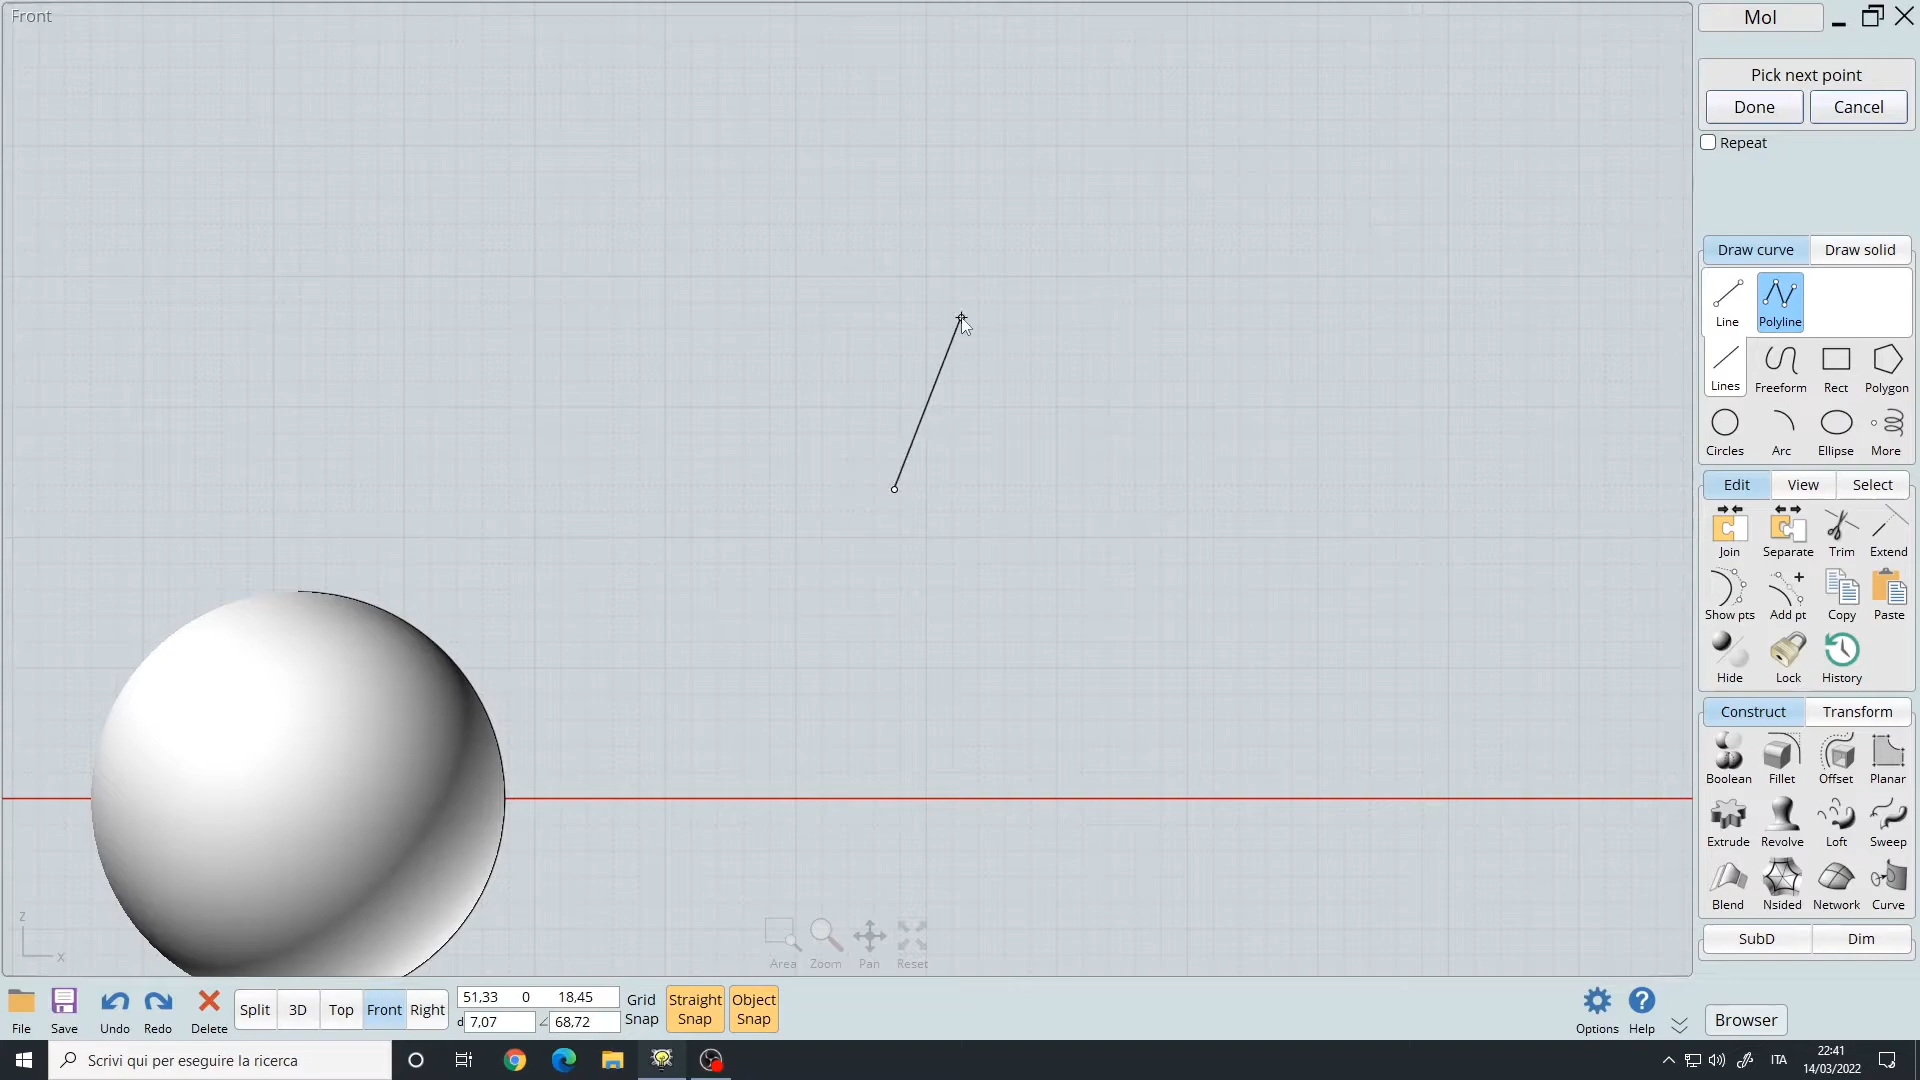 Front
MoI
Pick next point
Done Cancel
Repeat
Draw curve Draw solid
Line Polyline
Lines Freeform Rect Polygon
Circles Arc Ellipse More
Edit View Select
Join Separate Trim Extend
Show pts Add pt Copy Paste
Hide Lock History
Construct Transform
Boolean Fillet Offset Planar
Extrude Revolve Loft Sweep
Blend Nsided Network Curve
SubD Dim
z
x
Area Zoom Pan Reset
File Save Undo Redo Delete
Split 3D Top Front Right
51,33 0 18,45
d 7,07 ∠ 68,72
Grid
Snap
Straight
Snap
Object
Snap
Options Help
Browser
Scrivi qui per eseguire la ricerca
ITA
22:41
14/03/2022